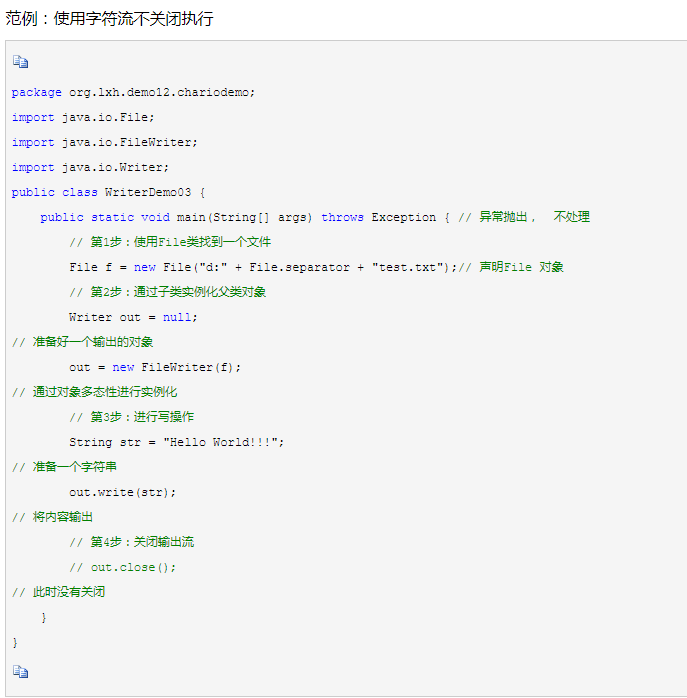 范例：使用字符流不关闭执行
package org.lxh.demo12.chariodemo;
import java.io.File;
import java.io.FileWriter;
import java.io.Writer;
public class WriterDemo03 {
    public static void main(String[] args) throws Exception { // 异常抛出， 不处理
        // 第1步：使用File类找到一个文件
        File f = new File("d:" + File.separator + "test.txt");// 声明File 对象
        // 第2步：通过子类实例化父类对象
        Writer out = null;
// 准备好一个输出的对象
        out = new FileWriter(f);
// 通过对象多态性进行实例化
        // 第3步：进行写操作
        String str = "Hello World!!!";
// 准备一个字符串
        out.write(str);
// 将内容输出
        // 第4步：关闭输出流
        // out.close();
// 此时没有关闭
    }
}